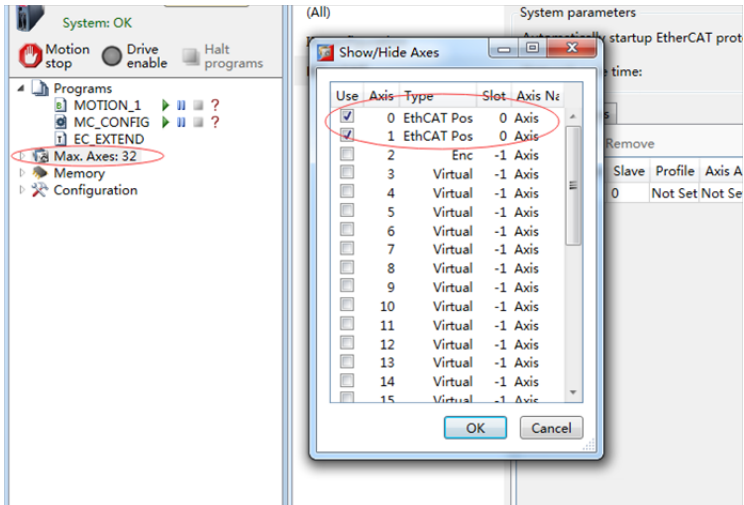 System: OK
Motion stop
Drive enable
Halt programs
Programs
MOTION_1
MC_CONFIG
EC_EXTEND
Max. Axes: 32
Memory
Configuration
(All)
System parameters
startup EtherCAT prot
time:
Remove
Slave Profile Axis A
0 Not Set Not Se
Show/Hide Axes
Use Axis Type Slot Axis Na
0 EthCAT Pos 0 Axis
1 EthCAT Pos 0 Axis
2 Enc -1 Axis
3 Virtual -1 Axis
4 Virtual -1 Axis
5 Virtual -1 Axis
6 Virtual -1 Axis
7 Virtual -1 Axis
8 Virtual -1 Axis
9 Virtual -1 Axis
10 Virtual -1 Axis
11 Virtual -1 Axis
12 Virtual -1 Axis
13 Virtual -1 Axis
14 Virtual -1 Axis
15 Virtual -1 Axis
OK Cancel